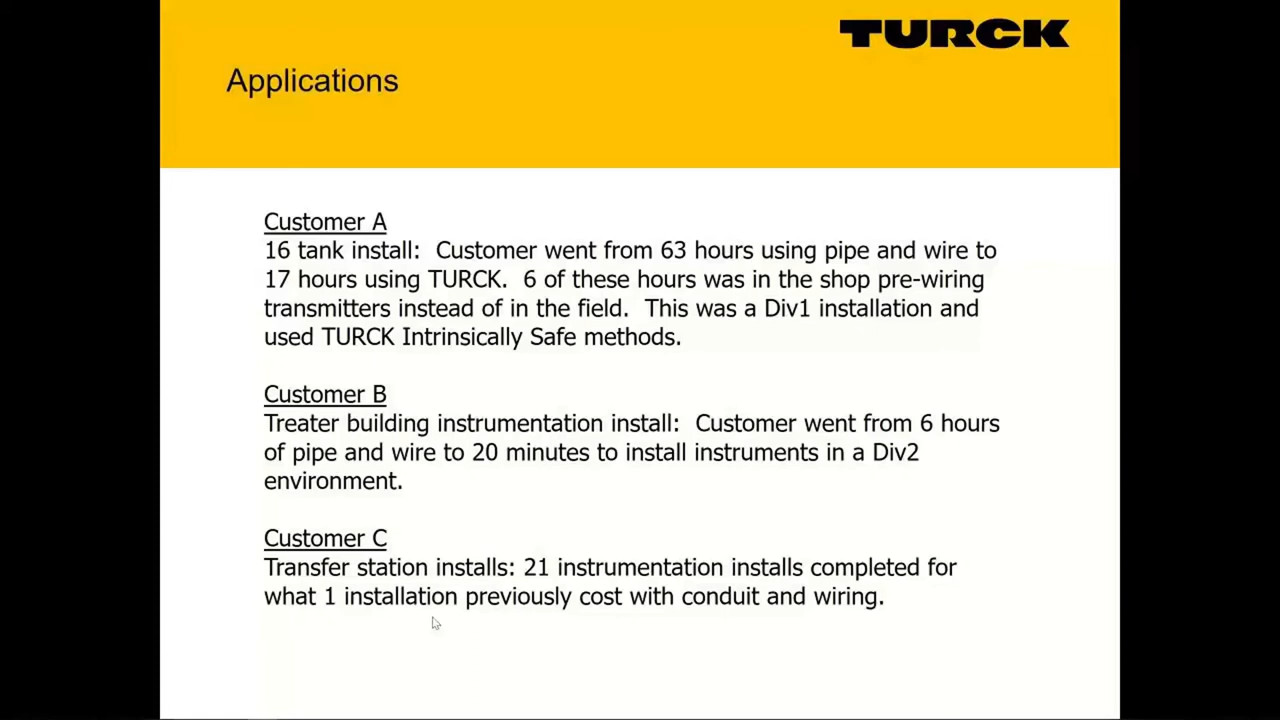 TURCK
Applications
Customer A
16 tank install:  Customer went from 63 hours using pipe and wire to
17 hours using TURCK.  6 of these hours was in the shop pre-wiring
transmitters instead of in the field.  This was a Div1 installation and
used TURCK Intrinsically Safe methods.
Customer B
Treater building instrumentation install:  Customer went from 6 hours
of pipe and wire to 20 minutes to install instruments in a Div2
environment.
Customer C
Transfer station installs: 21 instrumentation installs completed for
what 1 installation previously cost with conduit and wiring.